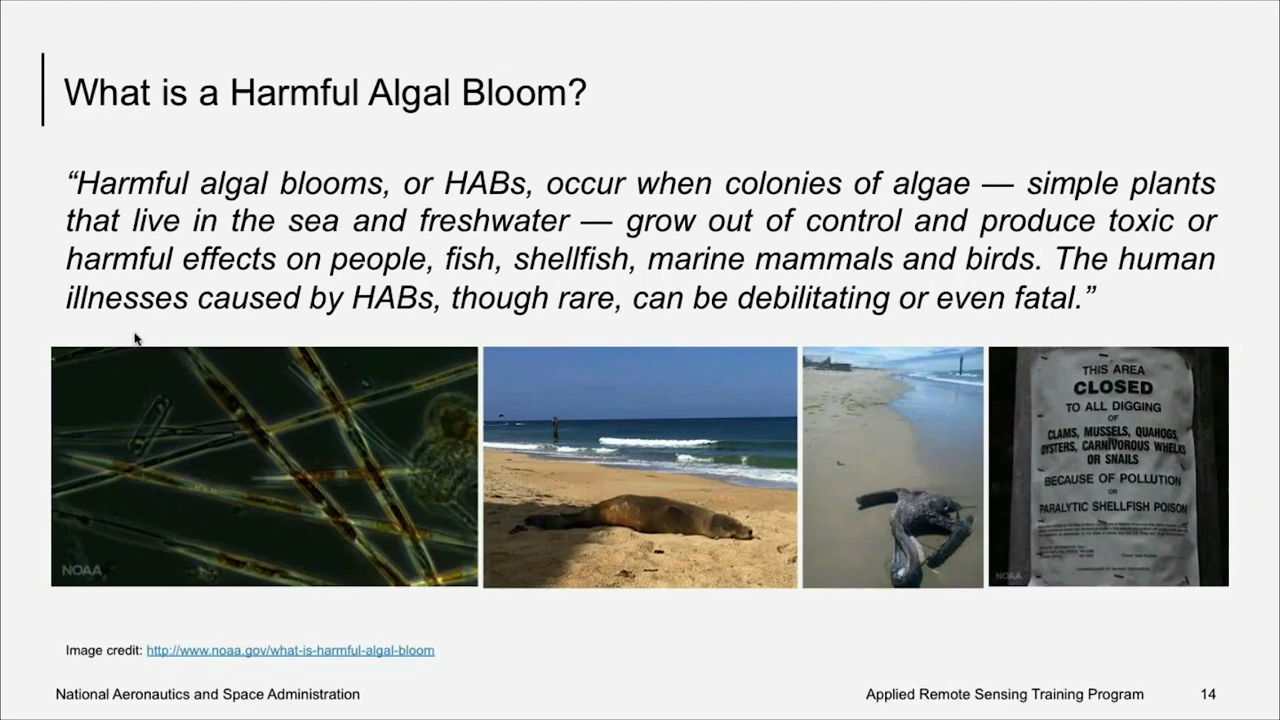 What is a Harmful Algal Bloom?
“Harmful algal blooms, or HABs, occur when colonies of algae — simple plants
that live in the sea and freshwater — grow out of control and produce toxic or
harmful effects on people, fish, shellfish, marine mammals and birds. The human
illnesses caused by HABs, though rare, can be debilitating or even fatal.”
NOAA
THIS AREA
CLOSED
TO ALL DIGGING
OF
CLAMS, MUSSELS, QUAHOGS,
OYSTERS, CARNIVOROUS WHELKS
OR SNAILS
BECAUSE OF POLLUTION
OR
PARALYTIC SHELLFISH POISON
NOAA
Image credit: http://www.noaa.gov/what-is-harmful-algal-bloom
National Aeronautics and Space Administration
Applied Remote Sensing Training Program
14